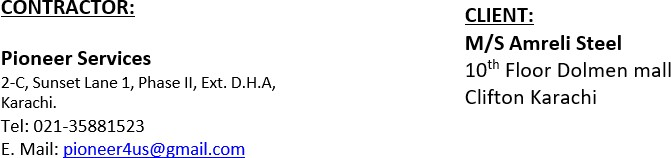 CONTRACTOR:
Pioneer Services
2-C, Sunset Lane 1, Phase II, Ext. D.H.A,
Karachi.
Tel: 021-35881523
E. Mail: pioneer4us@gmail.com
CLIENT:
M/S Amreli Steel
10th Floor Dolmen mall
Clifton Karachi